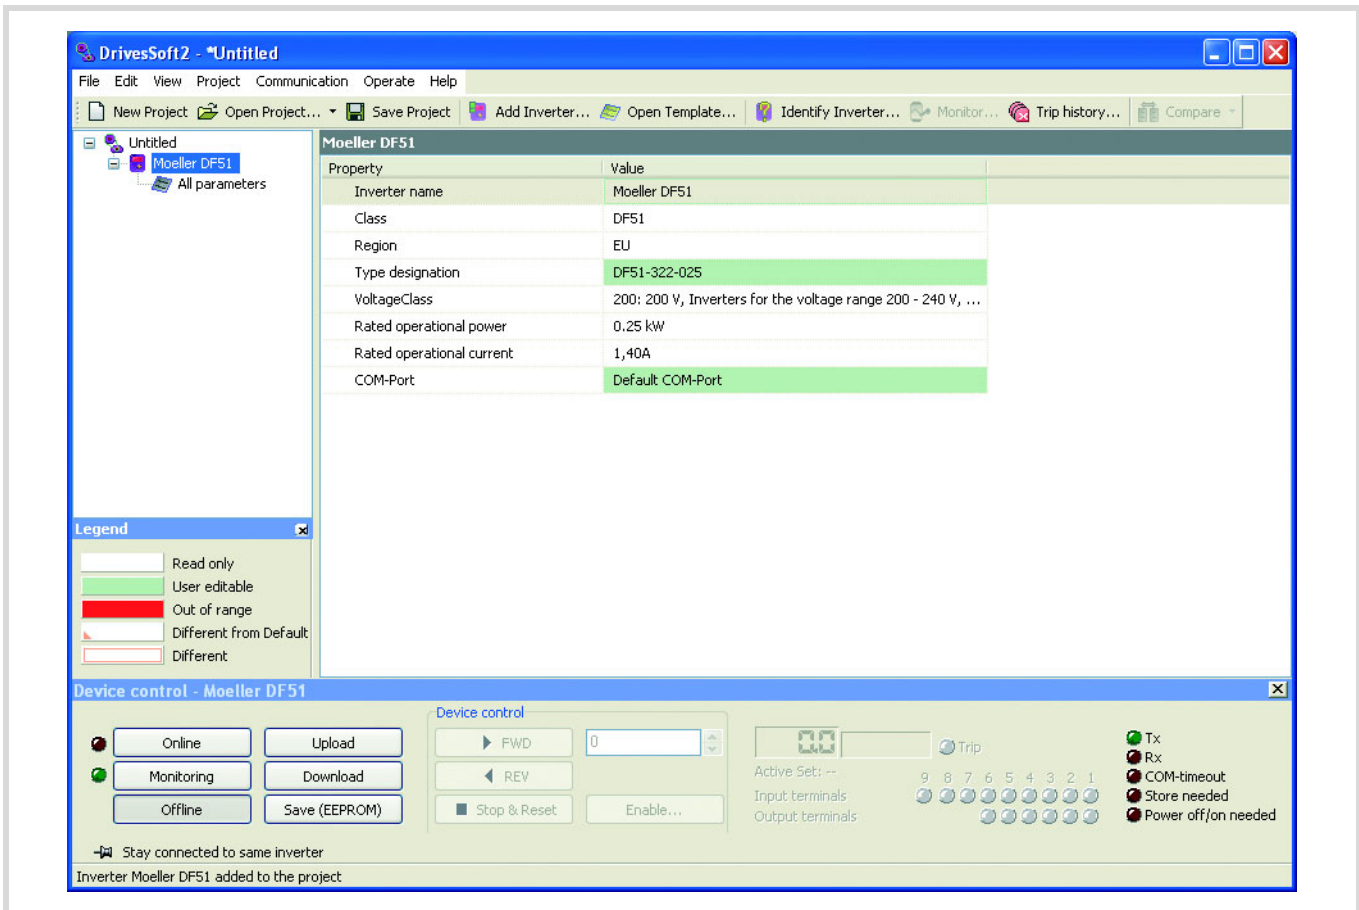 DrivesSoft2 - *Untitled
File Edit View Project Communication Operate Help
New Project Open Project... Save Project Add Inverter... Open Template... Identify Inverter... Monitor... Trip history... Compare
Untitled
Moeller DF51
All parameters
Moeller DF51
Property Value
Inverter name Moeller DF51
Class DF51
Region EU
Type designation DF51-322-025
VoltageClass 200: 200 V, Inverters for the voltage range 200 - 240 V, ...
Rated operational power 0.25 kW
Rated operational current 1,40A
COM-Port Default COM-Port
Legend
Read only
User editable
Out of range
Different from Default
Different
Device control - Moeller DF51
Online Upload
Monitoring Download
Offline Save (EEPROM)
Stay connected to same inverter
Device control
FWD 0
REV
Stop & Reset Enable...
0.0 Trip
Active Set: --
9 8 7 6 5 4 3 2 1
Input terminals
Output terminals
Tx
Rx
COM-timeout
Store needed
Power off/on needed
Inverter Moeller DF51 added to the project